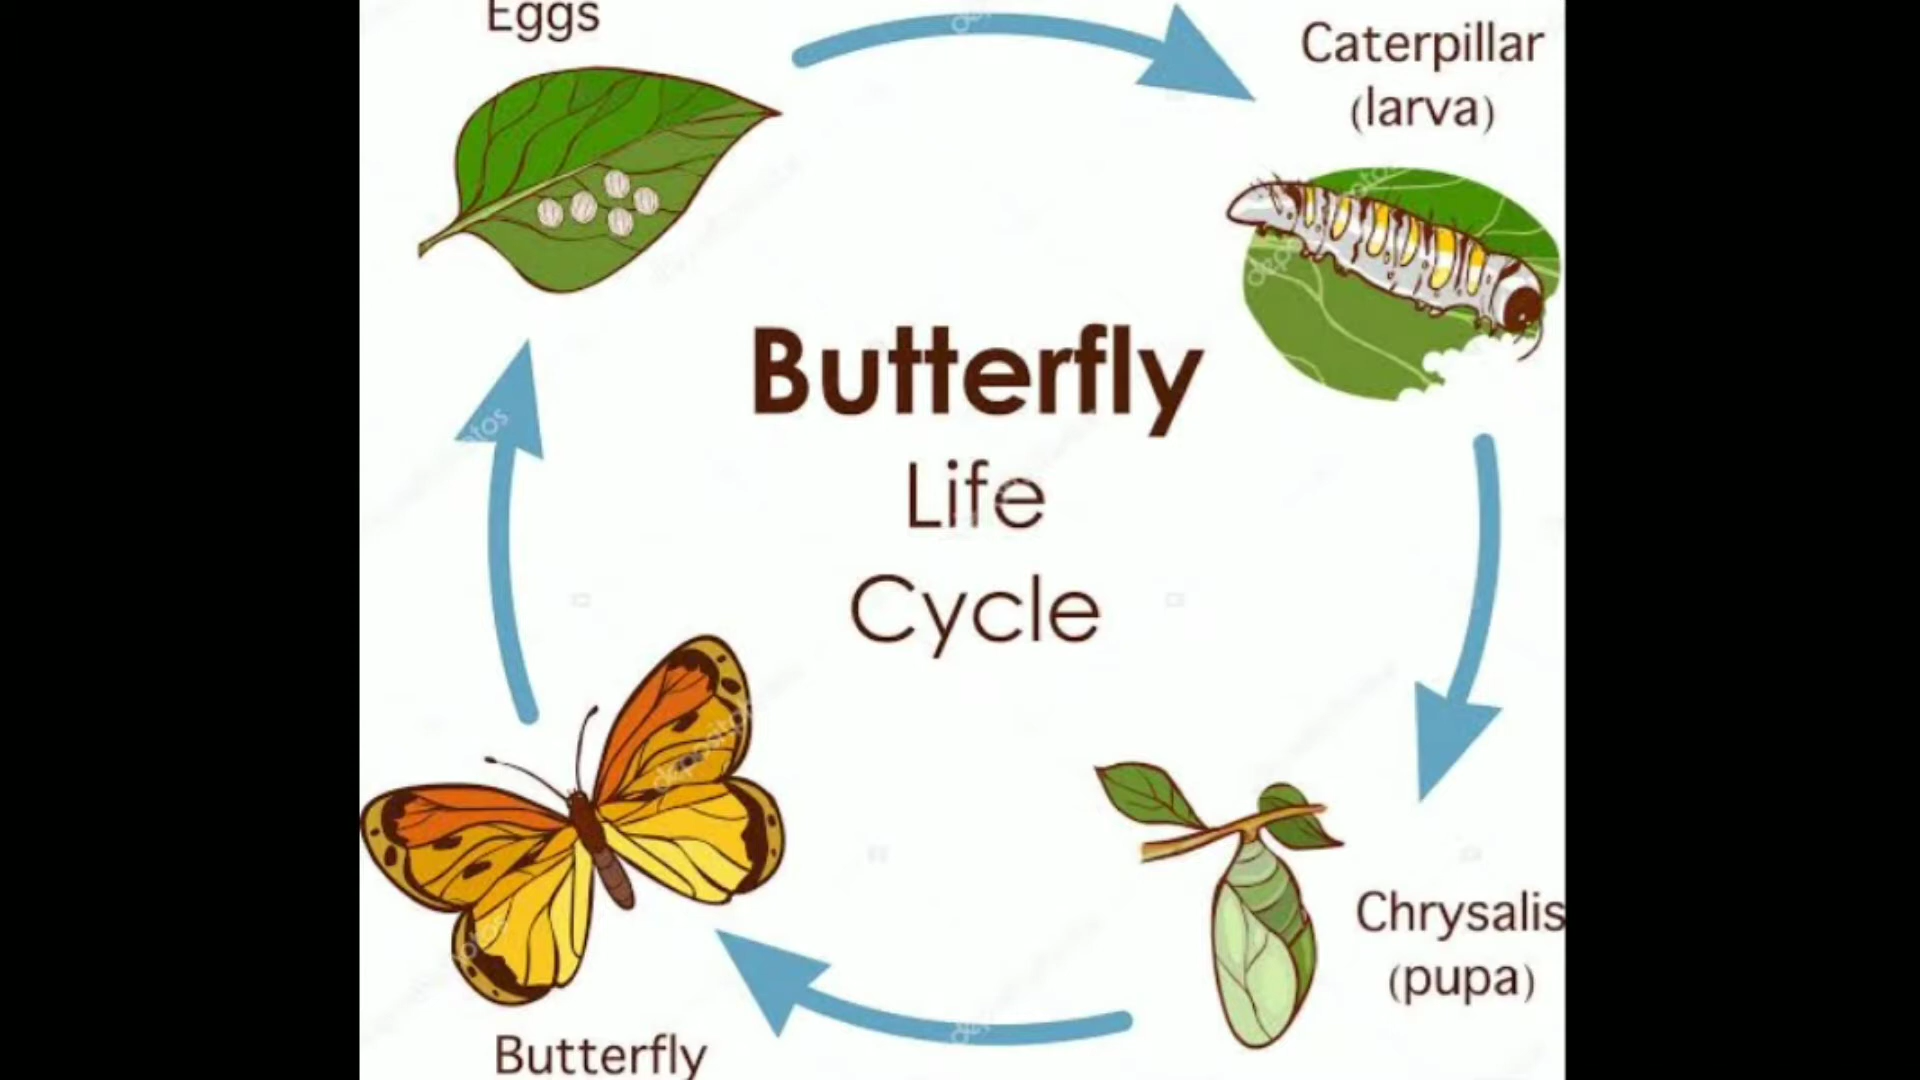 Eggs
Caterpillar
(larva)
Butterfly
Life
Cycle
Chrysalis
(pupa)
Butterfly